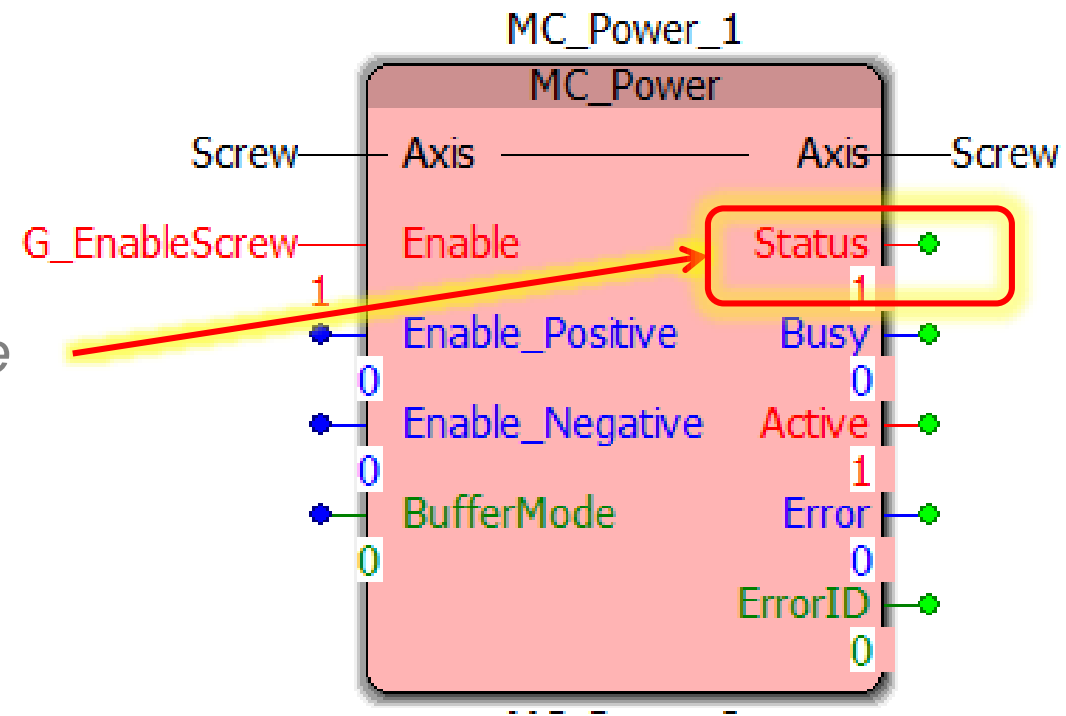 MC_Power_1
MC_Power
Screw Axis Axis Screw
G_EnableScrew Enable Status
1 1
e Enable_Positive Busy
0 0
Enable_Negative Active
0 1
BufferMode Error
0 0
ErrorID
0